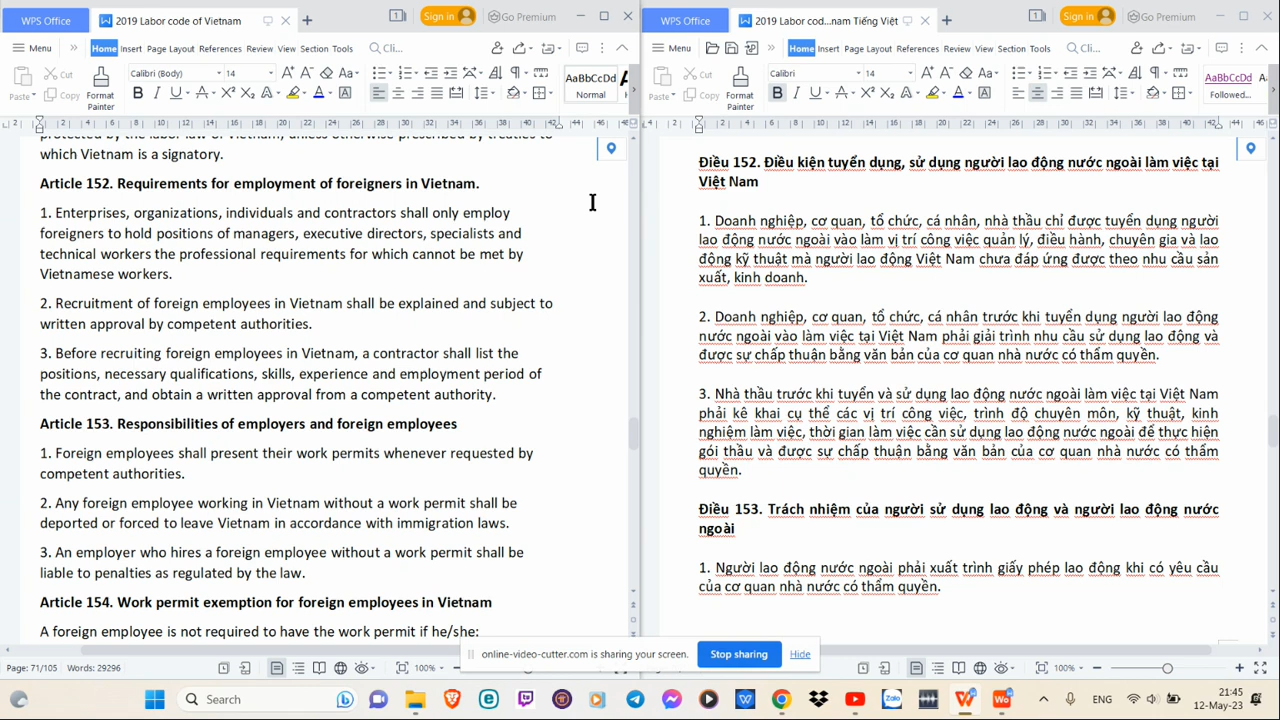 WPS Office
2019 Labor code of Vietnam
Sign in
Go Premium
Menu
Home
Insert
Page Layout
References
Review
View
Section
Tools
Cli...
Paste
Cut
Copy
Format
Painter
Calibri (Body)
14
AaBbCcDd
Normal
which Vietnam is a signatory.
Article 152. Requirements for employment of foreigners in Vietnam.
1. Enterprises, organizations, individuals and contractors shall only employ
foreigners to hold positions of managers, executive directors, specialists and
technical workers the professional requirements for which cannot be met by
Vietnamese workers.
2. Recruitment of foreign employees in Vietnam shall be explained and subject to
written approval by competent authorities.
3. Before recruiting foreign employees in Vietnam, a contractor shall list the
positions, necessary qualifications, skills, experience and employment period of
the contract, and obtain a written approval from a competent authority.
Article 153. Responsibilities of employers and foreign employees
1. Foreign employees shall present their work permits whenever requested by
competent authorities.
2. Any foreign employee working in Vietnam without a work permit shall be
deported or forced to leave Vietnam in accordance with immigration laws.
3. An employer who hires a foreign employee without a work permit shall be
liable to penalties as regulated by the law.
Article 154. Work permit exemption for foreign employees in Vietnam
A foreign employee is not required to have the work permit if he/she:
Page: 71/105 Words: 29296
100%
WPS Office
2019 Labor cod...nam Tiếng Việt
Sign in
Go Premium
Menu
Home
Insert
Page Layout
References
Review
View
Section
Tools
Cli...
Paste
Cut
Copy
Format
Painter
Calibri
14
AaBbCcDd
Followed...
Điều 152. Điều kiện tuyển dụng, sử dụng người lao động nước ngoài làm việc tại
Việt Nam
1. Doanh nghiệp, cơ quan, tổ chức, cá nhân, nhà thầu chỉ được tuyển dụng người
lao động nước ngoài vào làm vị trí công việc quản lý, điều hành, chuyên gia và lao
động kỹ thuật mà người lao động Việt Nam chưa đáp ứng được theo nhu cầu sản
xuất, kinh doanh.
2. Doanh nghiệp, cơ quan, tổ chức, cá nhân trước khi tuyển dụng người lao động
nước ngoài vào làm việc tại Việt Nam phải giải trình nhu cầu sử dụng lao động và
được sự chấp thuận bằng văn bản của cơ quan nhà nước có thẩm quyền.
3. Nhà thầu trước khi tuyển và sử dụng lao động nước ngoài làm việc tại Việt Nam
phải kê khai cụ thể các vị trí công việc, trình độ chuyên môn, kỹ thuật, kinh
nghiệm làm việc, thời gian làm việc cần sử dụng lao động nước ngoài để thực hiện
gói thầu và được sự chấp thuận bằng văn bản của cơ quan nhà nước có thẩm
quyền.
Điều 153. Trách nhiệm của người sử dụng lao động và người lao động nước
ngoài
1. Người lao động nước ngoài phải xuất trình giấy phép lao động khi có yêu cầu
của cơ quan nhà nước có thẩm quyền.
100%
online-video-cutter.com is sharing your screen.
Stop sharing
Hide
Search
ENG
21:45
12-May-23